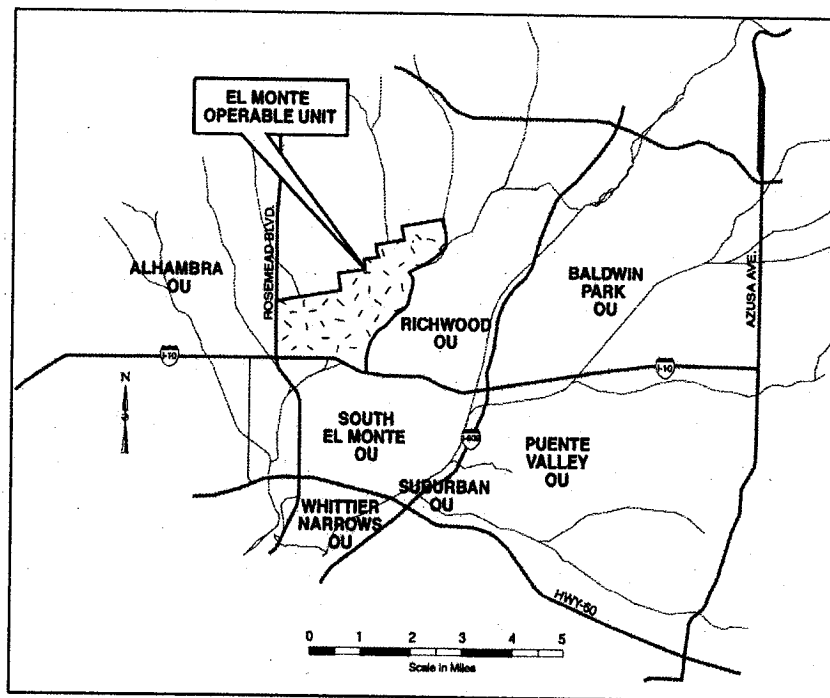 EL MONTE
OPERABLE UNIT
ROSEMEAD BLVD.
ALHAMBRA
OU
BALDWIN
PARK
OU
AZUSA AVE.
RICHWOOD
OU
I-10
I-10
N
SOUTH
EL MONTE
OU
PUENTE
VALLEY
OU
SUBURBAN
OU
WHITTIER
NARROWS
OU
HWY-60
0 1 2 3 4 5
Scale in Miles